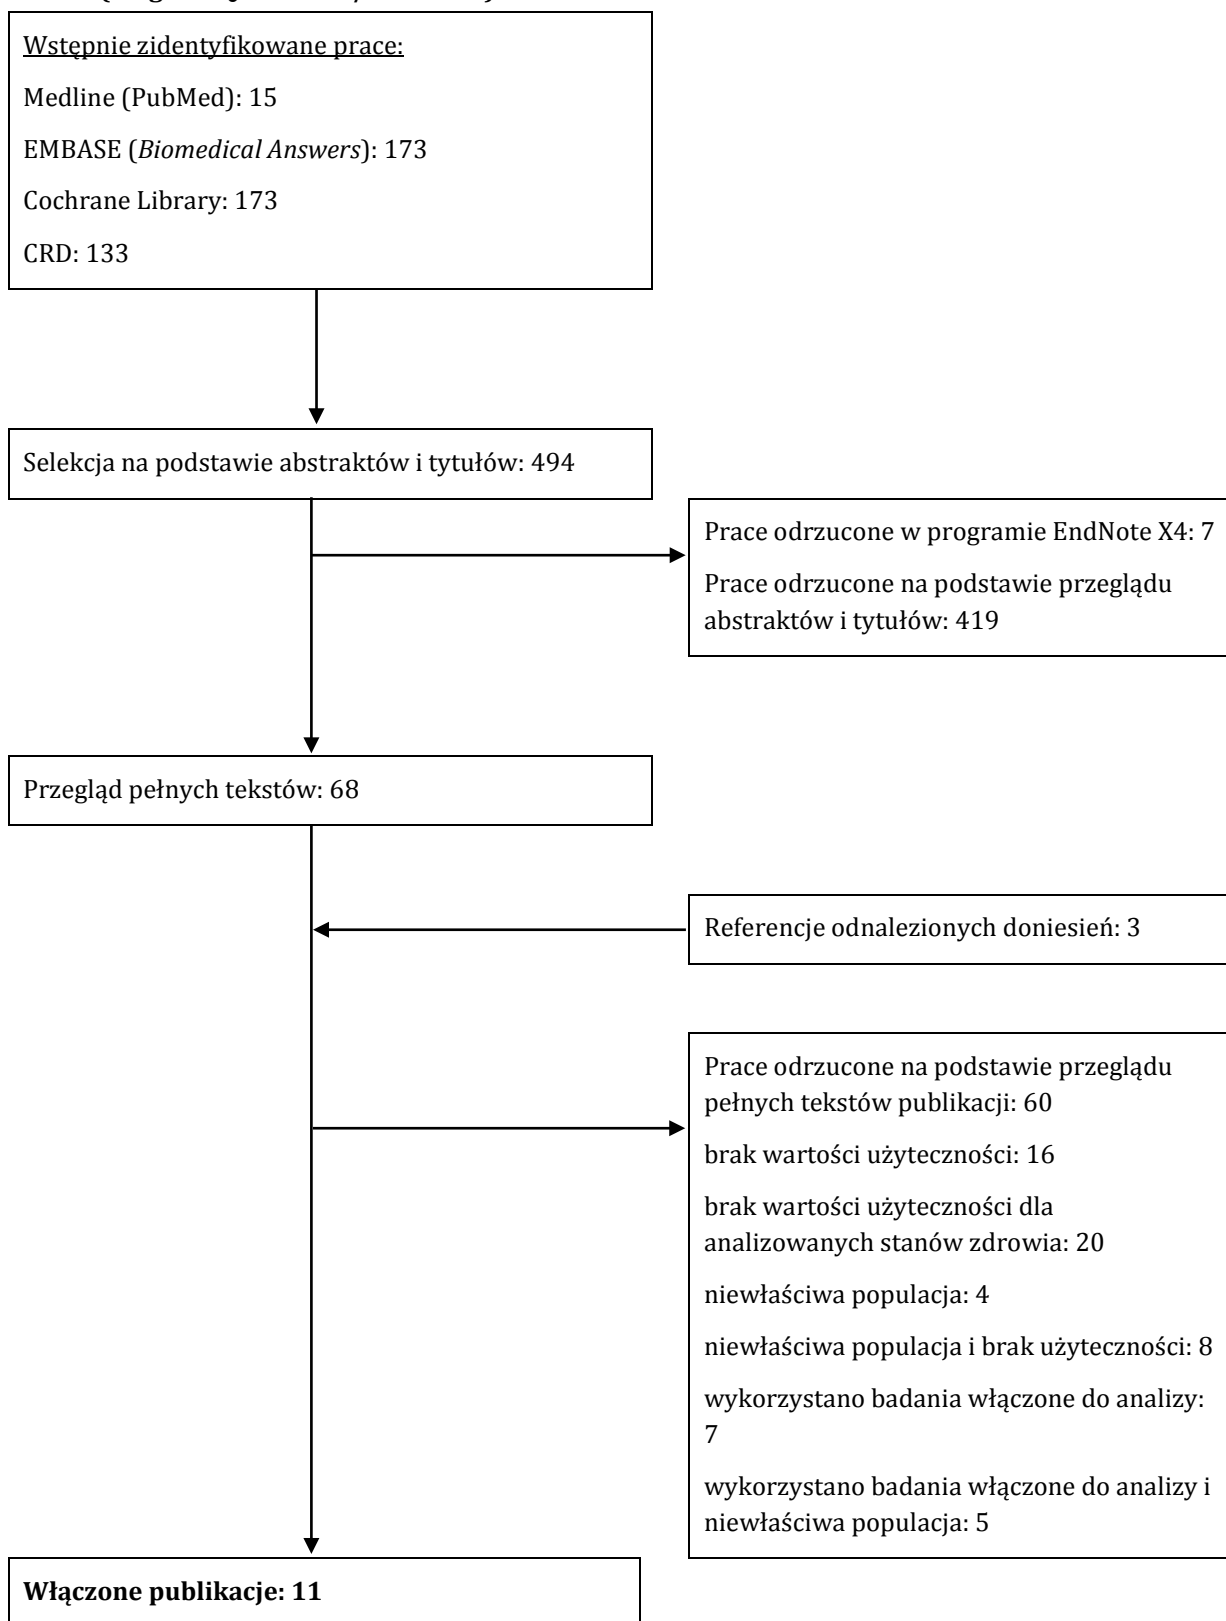 Wstępnie zidentyfikowane prace:
Medline (PubMed): 15
EMBASE (Biomedical Answers): 173
Cochrane Library: 173
CRD: 133
Selekcja na podstawie abstraktów i tytułów: 494
Prace odrzucone w programie EndNote X4: 7
Prace odrzucone na podstawie przeglądu
abstraktów i tytułów: 419
Przegląd pełnych tekstów: 68
Referencje odnalezionych doniesień: 3
Prace odrzucone na podstawie przeglądu
pełnych tekstów publikacji: 60
brak wartości użyteczności: 16
brak wartości użyteczności dla
analizowanych stanów zdrowia: 20
niewłaściwa populacja: 4
niewłaściwa populacja i brak użyteczności: 8
wykorzystano badania włączone do analizy:
7
wykorzystano badania włączone do analizy i
niewłaściwa populacja: 5
Włączone publikacje: 11